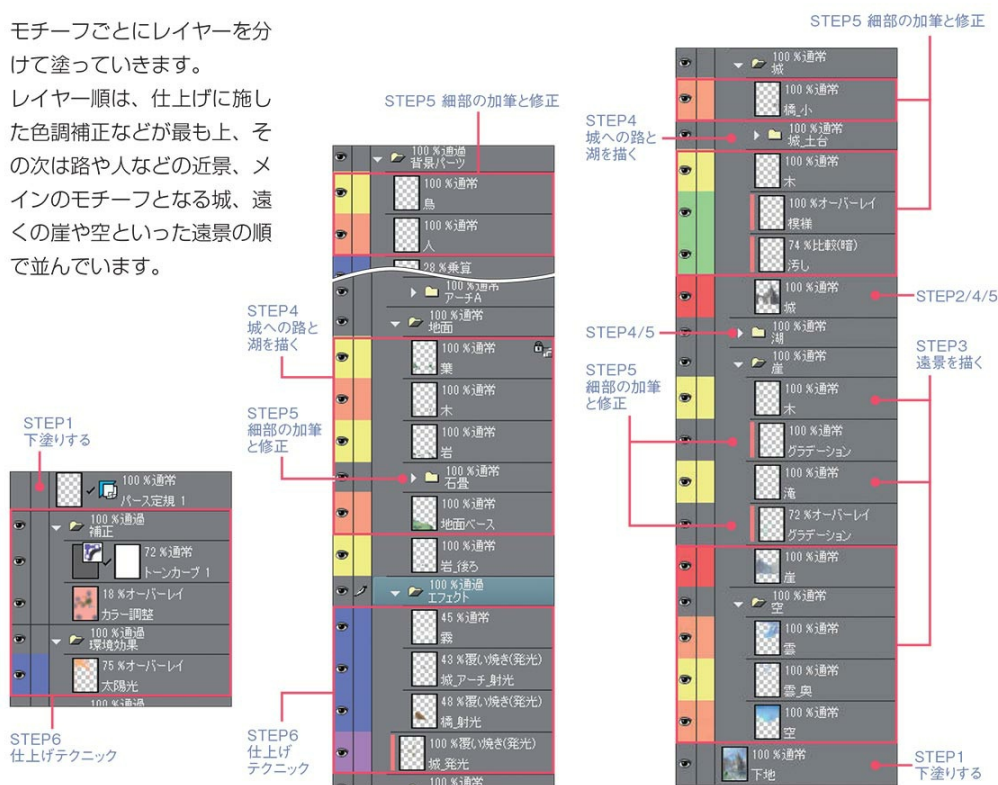 モチーフごとにレイヤーを分
けて塗っていきます。
レイヤー順は、仕上げに施し
た色調補正などが最も上、そ
の次は路や人などの近景、メ
インのモチーフとなる城、遠
くの崖や空といった遠景の順
で並んでいます。
STEP1
下塗りする
100 %通常
パース定規 1
100 %通過
補正
72 %通常
トーンカーブ 1
18 %オーバーレイ
カラー調整
100 %通過
環境効果
75 %オーバーレイ
太陽光
100 %通過
STEP6
仕上げテクニック
STEP5 細部の加筆と修正
100 %通過
背景パーツ
100 %通常
鳥
100 %通常
人
28 %乗算
100 %通常
アーチA
100 %通常
地面
STEP4
城への路と
湖を描く
100 %通常
葉
100 %通常
木
100 %通常
岩
STEP5
細部の加筆
と修正
100 %通常
石畳
100 %通常
地面ベース
100 %通常
岩_後ろ
100 %通過
エフェクト
45 %通常
霧
43 %覆い焼き(発光)
城_アーチ_射光
48 %覆い焼き(発光)
橋_射光
100 %覆い焼き(発光)
城_発光
100 %通常
STEP6
仕上げ
テクニック
STEP5 細部の加筆と修正
100 %通常
城
100 %通常
橋_小
STEP4
城への路と
湖を描く
100 %通常
城_土台
100 %通常
木
100 %オーバーレイ
模様
74 %比較(暗)
汚し
100 %通常
城
STEP2/4/5
STEP4/5
100 %通常
湖
100 %通常
崖
STEP3
遠景を描く
STEP5
細部の加筆
と修正
100 %通常
木
100 %通常
グラデーション
100 %通常
滝
72 %オーバーレイ
グラデーション
100 %通常
崖
100 %通常
空
100 %通常
雲
100 %通常
雲_奥
100 %通常
空
100 %通常
下地
STEP1
下塗りする